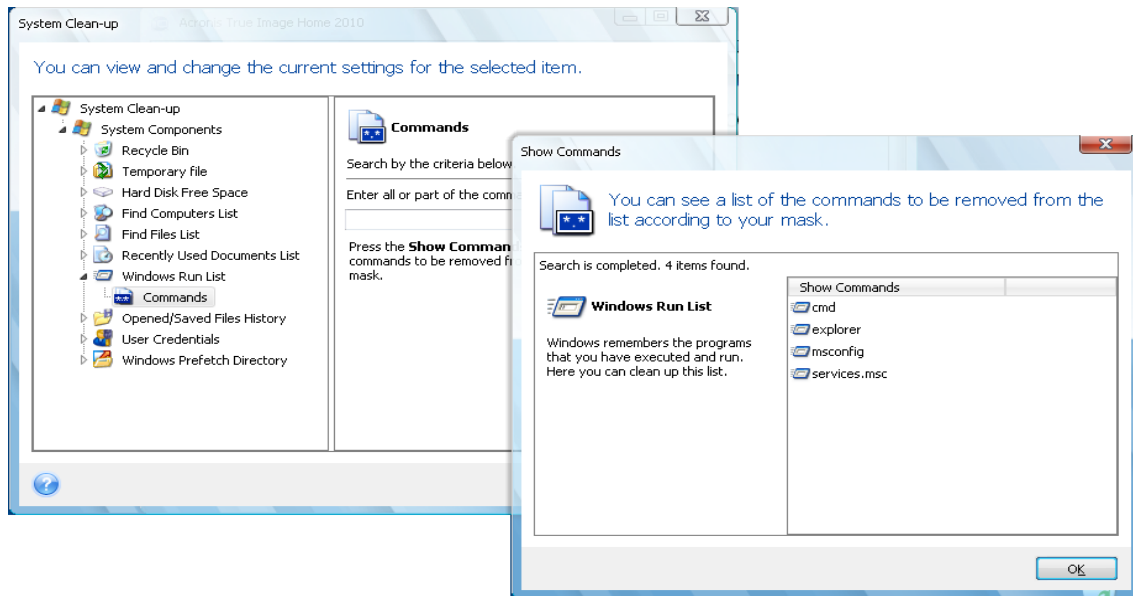 System Clean-up
Acronis True Image Home 2010
You can view and change the current settings for the selected item.
System Clean-up
System Components
Recycle Bin
Temporary file
Hard Disk Free Space
Find Computers List
Find Files List
Recently Used Documents List
Windows Run List
Commands
Opened/Saved Files History
User Credentials
Windows Prefetch Directory
Commands
Search by the criteria below
Enter all or part of the comm
Press the Show Comman
commands to be removed fr
mask.
Show Commands
You can see a list of the commands to be removed from the
list according to your mask.
Search is completed. 4 items found.
Windows Run List
Windows remembers the programs
that you have executed and run.
Here you can clean up this list.
Show Commands
cmd
explorer
msconfig
services.msc
OK